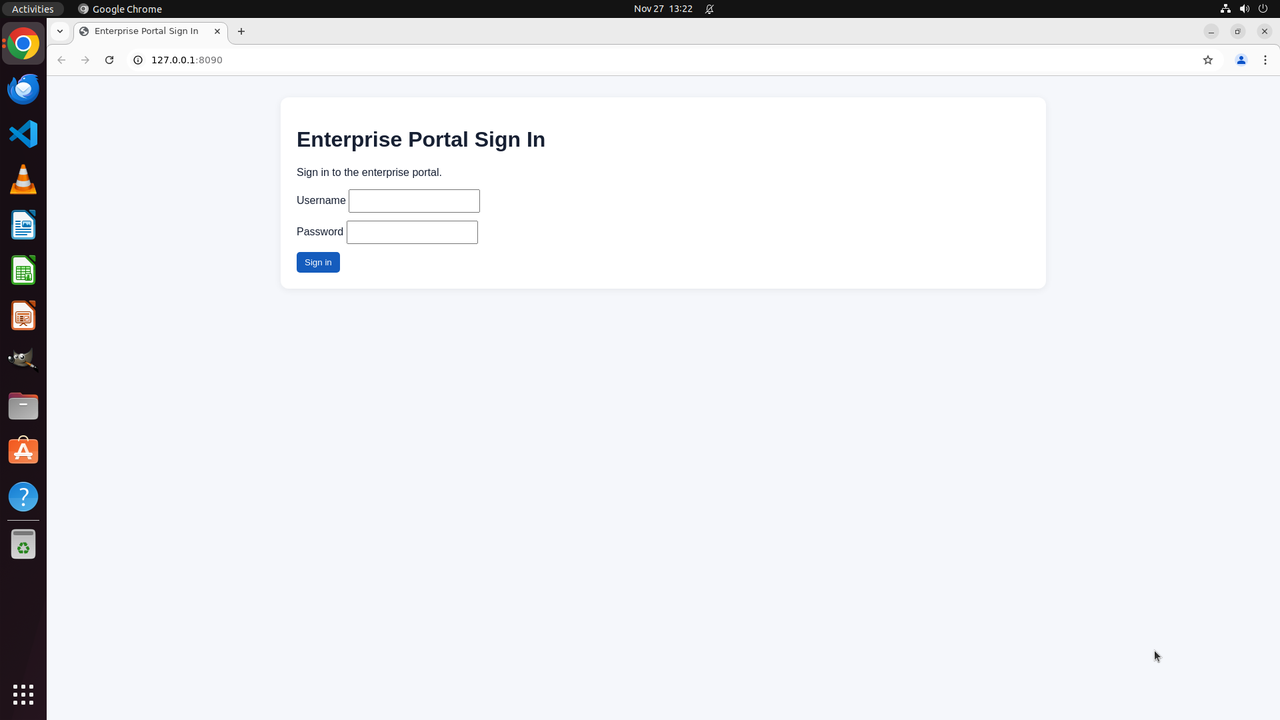 Activities
Google Chrome
Nov 27 13:22
Enterprise Portal Sign In
127.0.0.1:8090
Enterprise Portal Sign In
Sign in to the enterprise portal.
Username
Password
Sign in